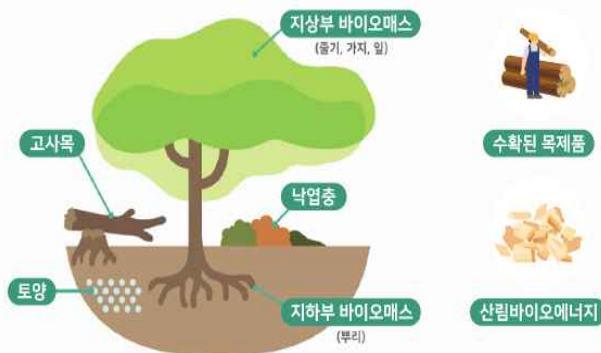 지상부 바이오매스
(줄기, 가지, 잎)
고사목
수확된 목제품
낙엽충
토양
지하부 바이오매스
(뿌리)
산림바이오에너지